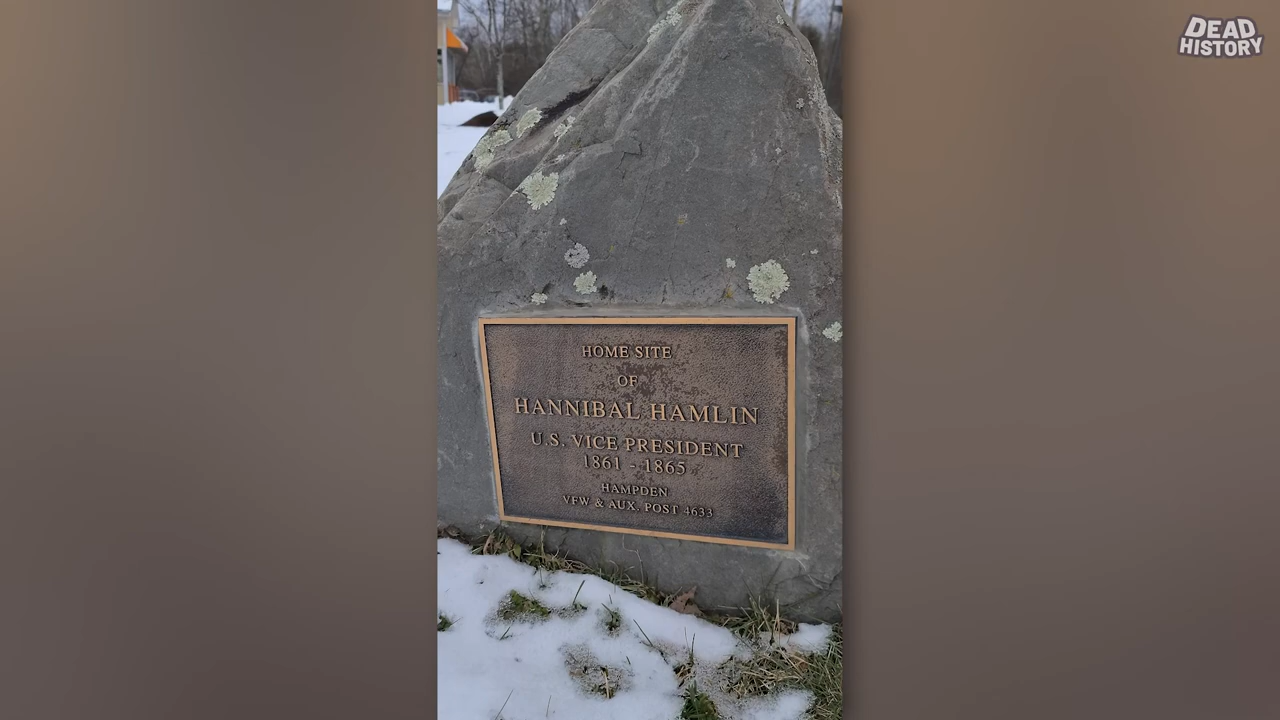 DEAD
HISTORY
HOME SITE
OF
HANNIBAL HAMLIN
U.S. VICE PRESIDENT
1861 - 1865
HAMPDEN
VFW & AUX. POST 4633